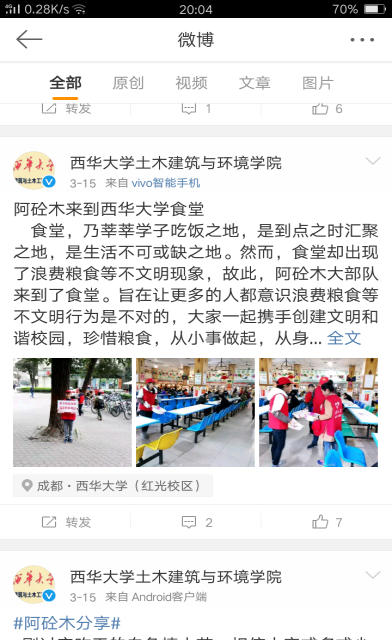 0.28K/s
20:04
70%
微博
全部 原创 视频 文章 图片
转发 1 6
西华大学土木建筑与环境学院
3-15 来自 vivo智能手机
阿砼木来到西华大学食堂
食堂，乃莘莘学子吃饭之地，是到点之时汇聚
之地，是生活不可或缺之地。然而，食堂却出现
了浪费粮食等不文明现象，故此，阿砼木大部队
来到了食堂。旨在让更多的人都意识浪费粮食等
不文明行为是不对的，大家一起携手创建文明和
谐校园，珍惜粮食，从小事做起，从身... 全文
成都·西华大学（红光校区）
转发 2 7
西华大学土木建筑与环境学院
3-15 来自 Android客户端
#阿砼木分享#